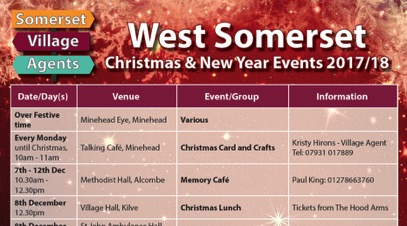 Somerset
Village
Agents
West Somerset
Christmas & New Year Events 2017/18
Date/Day(s) Venue Event/Group Information
Over Festive
time
Minehead Eye, Minehead
Various
Every Monday
until Christmas,
10am - 11am
Talking Café, Minehead
Christmas Card and Crafts
Kristy Hirons - Village Agent
Tel: 07931 017889
7th - 12th Dec
10.30am -
12.30pm
Methodist Hall, Alcombe
Memory Café
Paul King: 01278663760
8th December
12.30pm
Village Hall, Kilve
Christmas Lunch
Tickets from The Hood Arms
8th December
St John Ambulance Hall